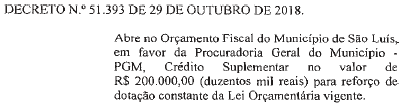 DECRETO N.º 51.393 DE 29 DE OUTUBRO DE 2018.
Abre no Orçamento Fiscal do Município de São Luís,
em favor da Procuradoria Geral do Município -
PGM, Crédito Suplementar no valor de
R$ 200.000,00 (duzentos mil reais) para reforço de
dotação constante da Lei Orçamentária vigente.